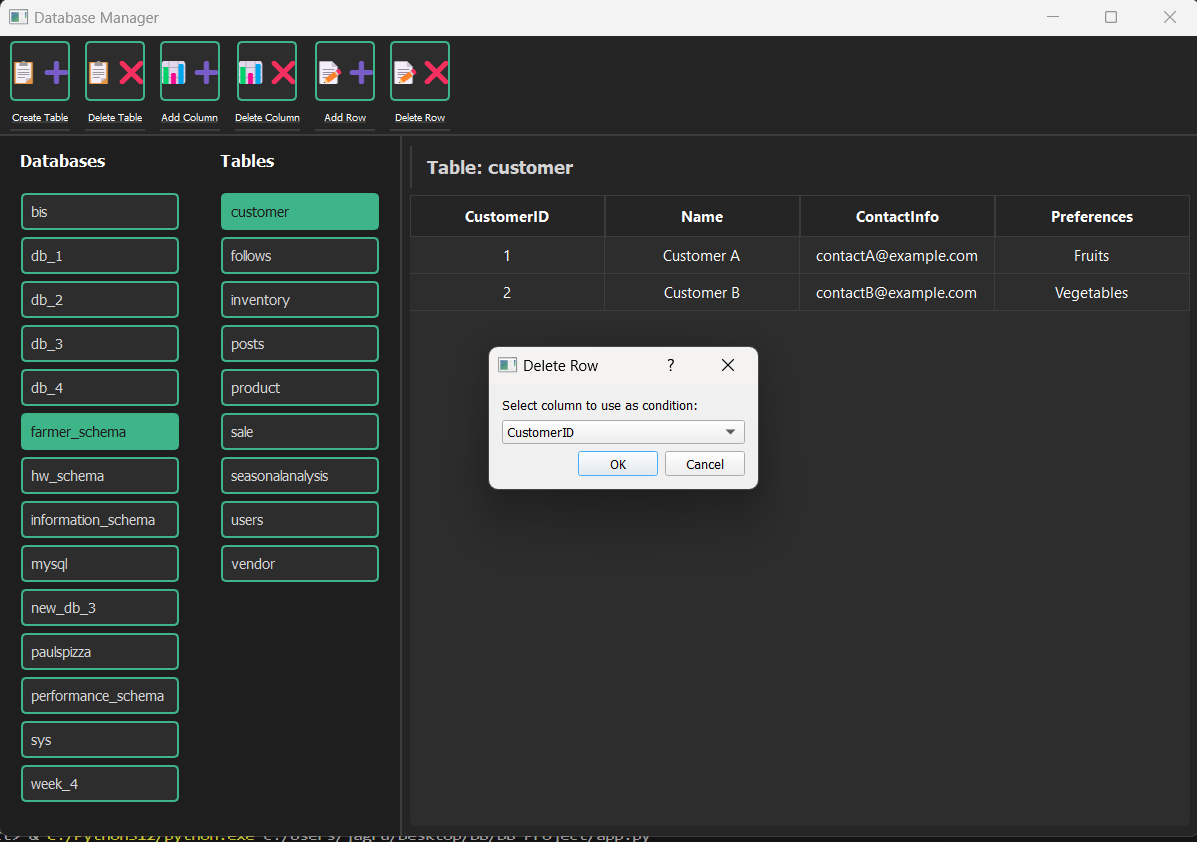 Database Manager
Create Table
Delete Table
Add Column
Delete Column
Add Row
Delete Row
Databases
bis
db_1
db_2
db_3
db_4
farmer_schema
hw_schema
information_schema
mysql
new_db_3
paulspizza
performance_schema
sys
week_4
Tables
customer
follows
inventory
posts
product
sale
seasonalanalysis
users
vendor
Table: customer
CustomerID Name ContactInfo Preferences
1 Customer A contactA@example.com Fruits
2 Customer B contactB@example.com Vegetables
Delete Row ?
Select column to use as condition:
CustomerID
OK Cancel
& C:/Python312/python.exe c:/Users/jagru/Desktop/DB/DB Project/app.py